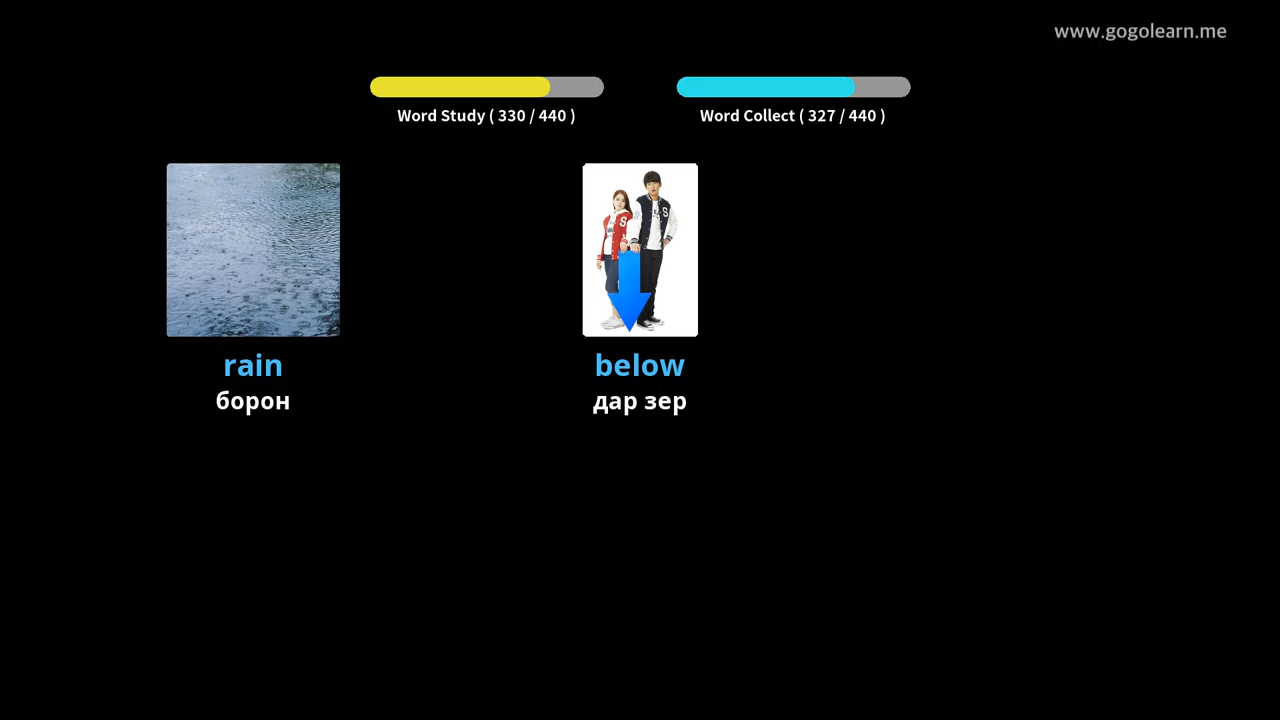 www.gogolearn.me
Word Study ( 330 / 440 )
Word Collect ( 327 / 440 )
S
S
rain
below
борон
дар зер